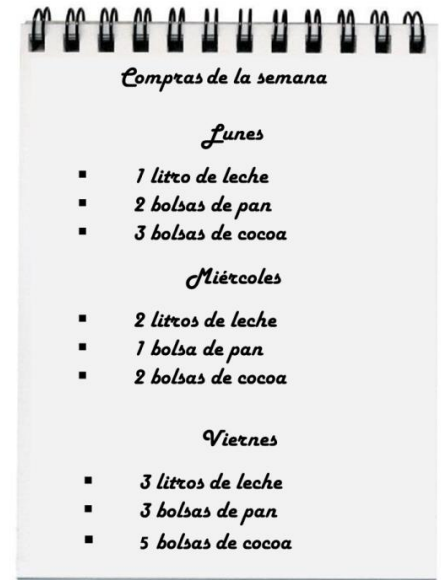 Compras de la semana
Lunes
▪ 1 litro de leche
▪ 2 bolsas de pan
▪ 3 bolsas de cocoa
Miércoles
▪ 2 litros de leche
▪ 1 bolsa de pan
▪ 2 bolsas de cocoa
Viernes
▪ 3 litros de leche
▪ 3 bolsas de pan
▪ 5 bolsas de cocoa